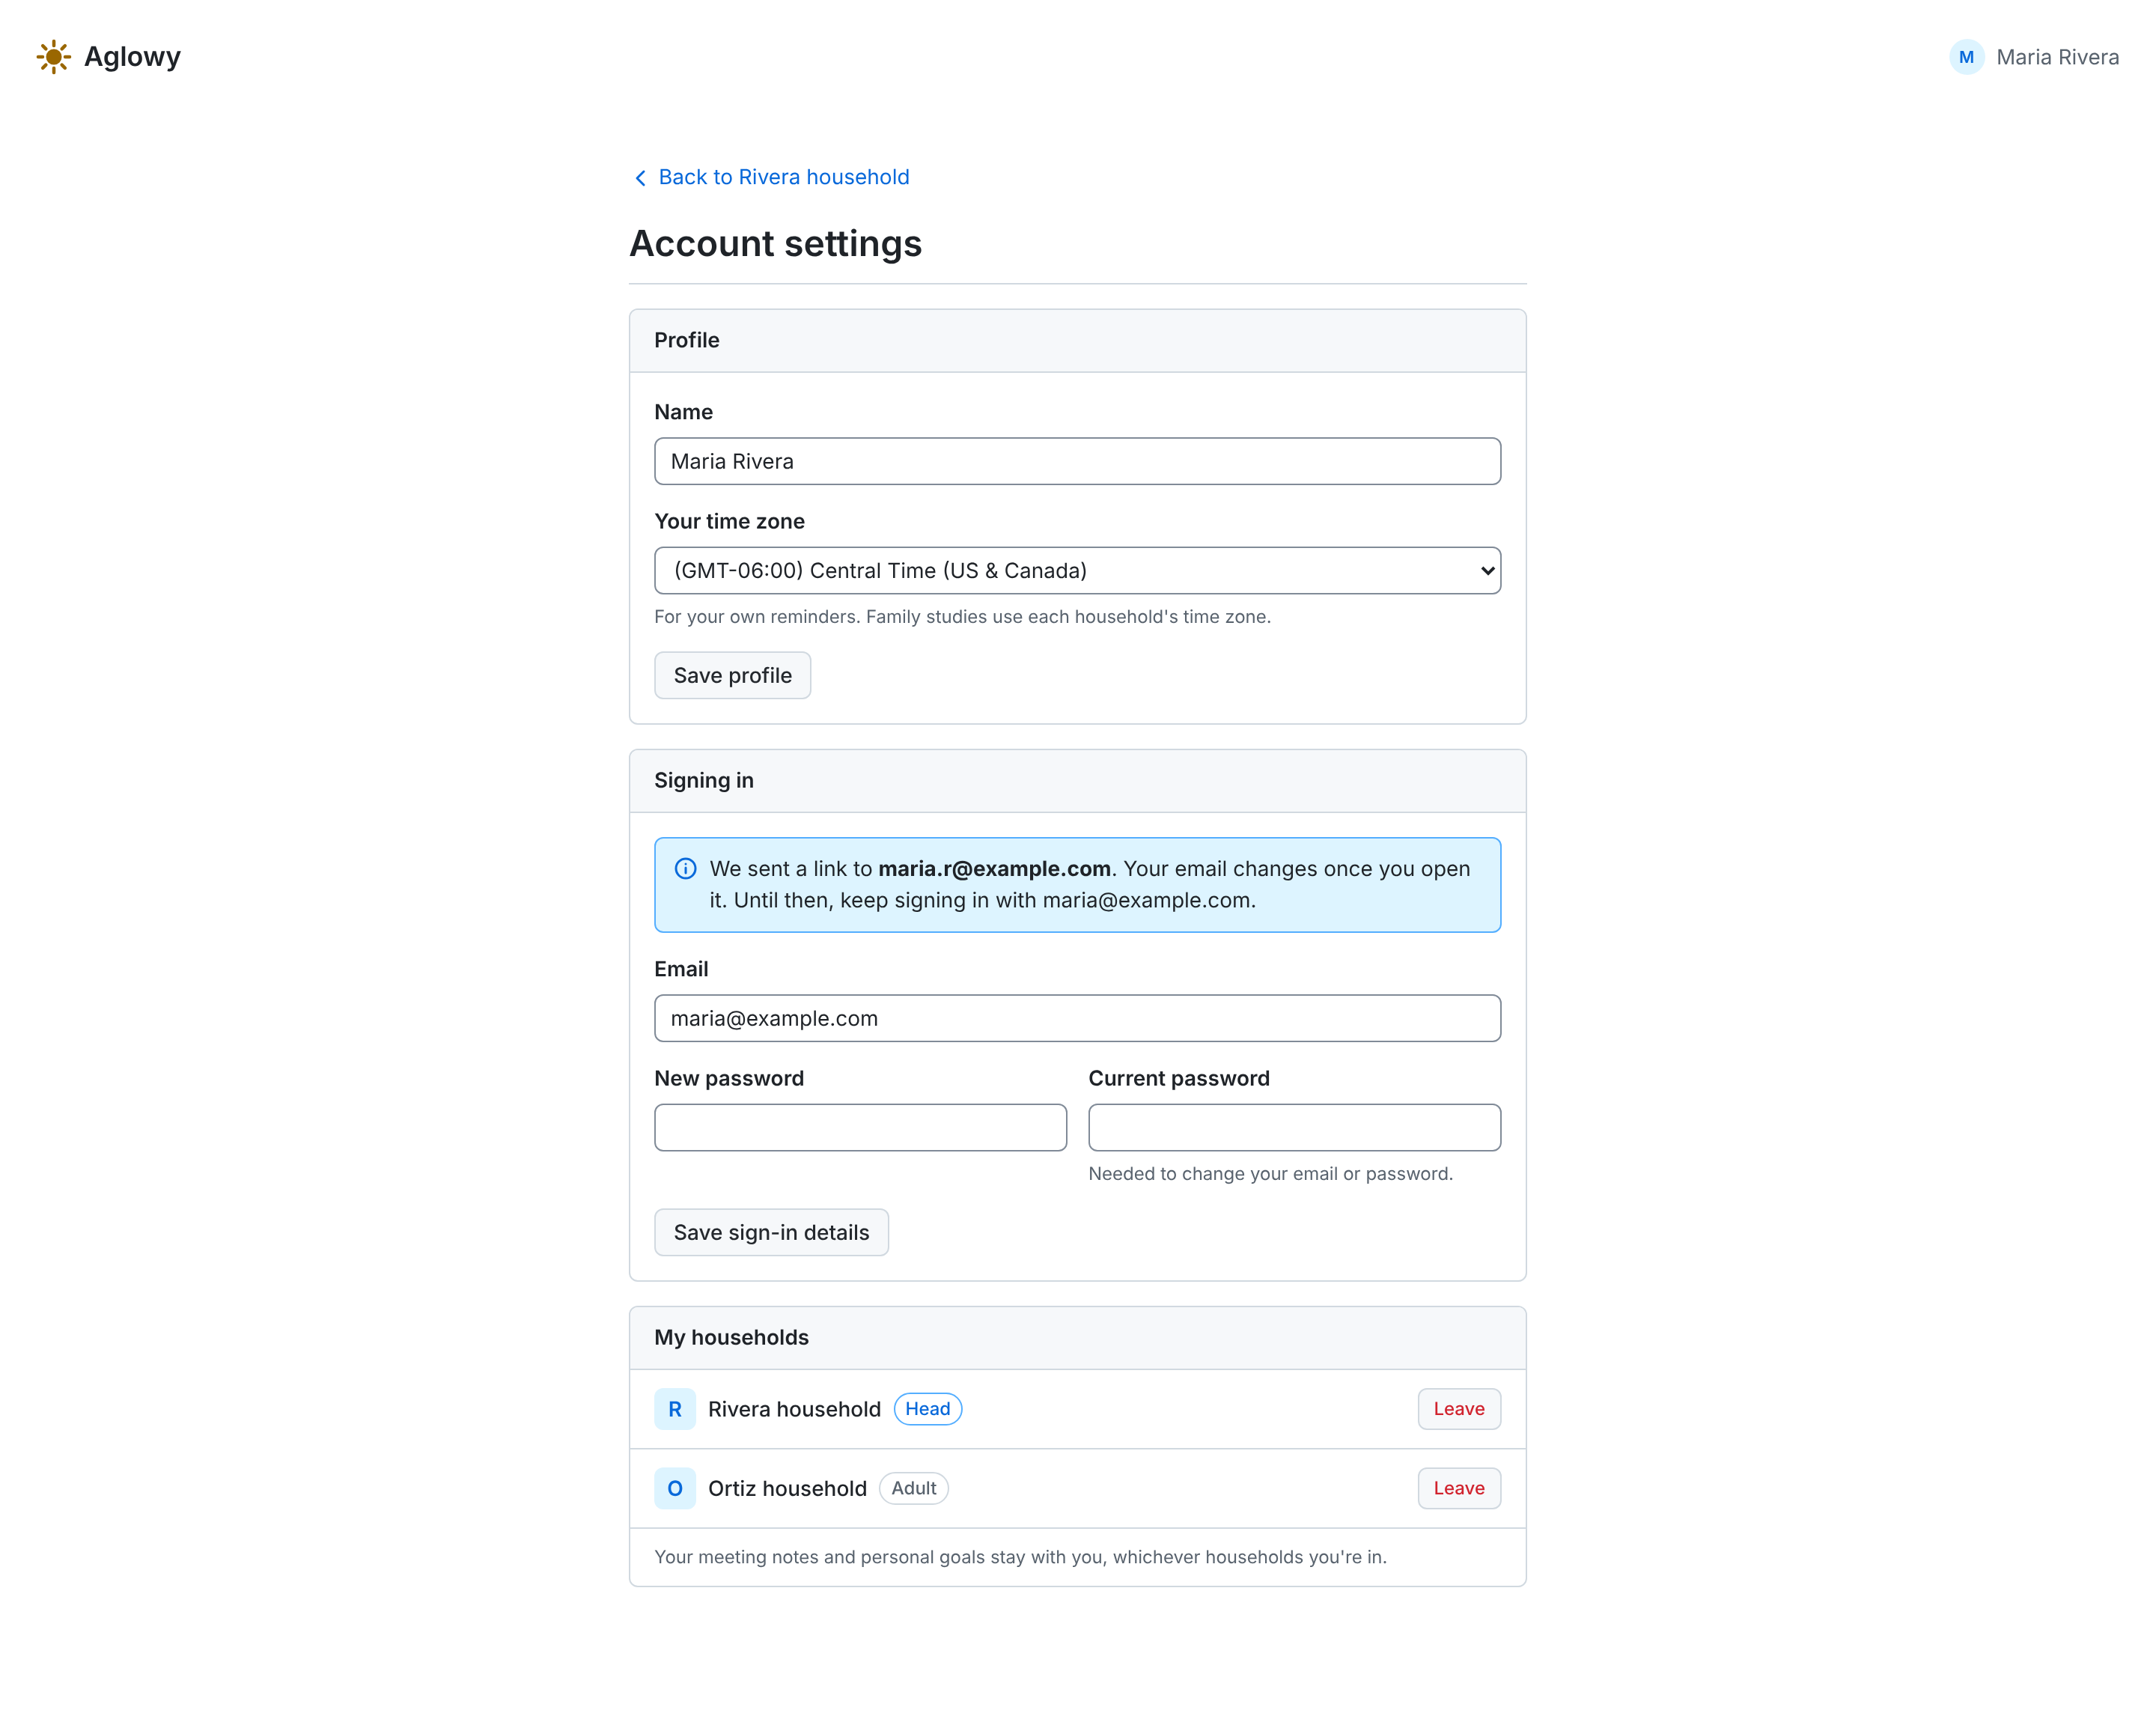 Aglowy
M Maria Rivera
Back to Rivera household
Account settings
Profile
Name
Maria Rivera
Your time zone
(GMT-06:00) Central Time (US & Canada)
For your own reminders. Family studies use each household's time zone.
Save profile
Signing in
We sent a link to maria.r@example.com. Your email changes once you open
it. Until then, keep signing in with maria@example.com.
Email
maria@example.com
New password
Current password
Needed to change your email or password.
Save sign-in details
My households
R Rivera household Head Leave
O Ortiz household Adult Leave
Your meeting notes and personal goals stay with you, whichever households you're in.